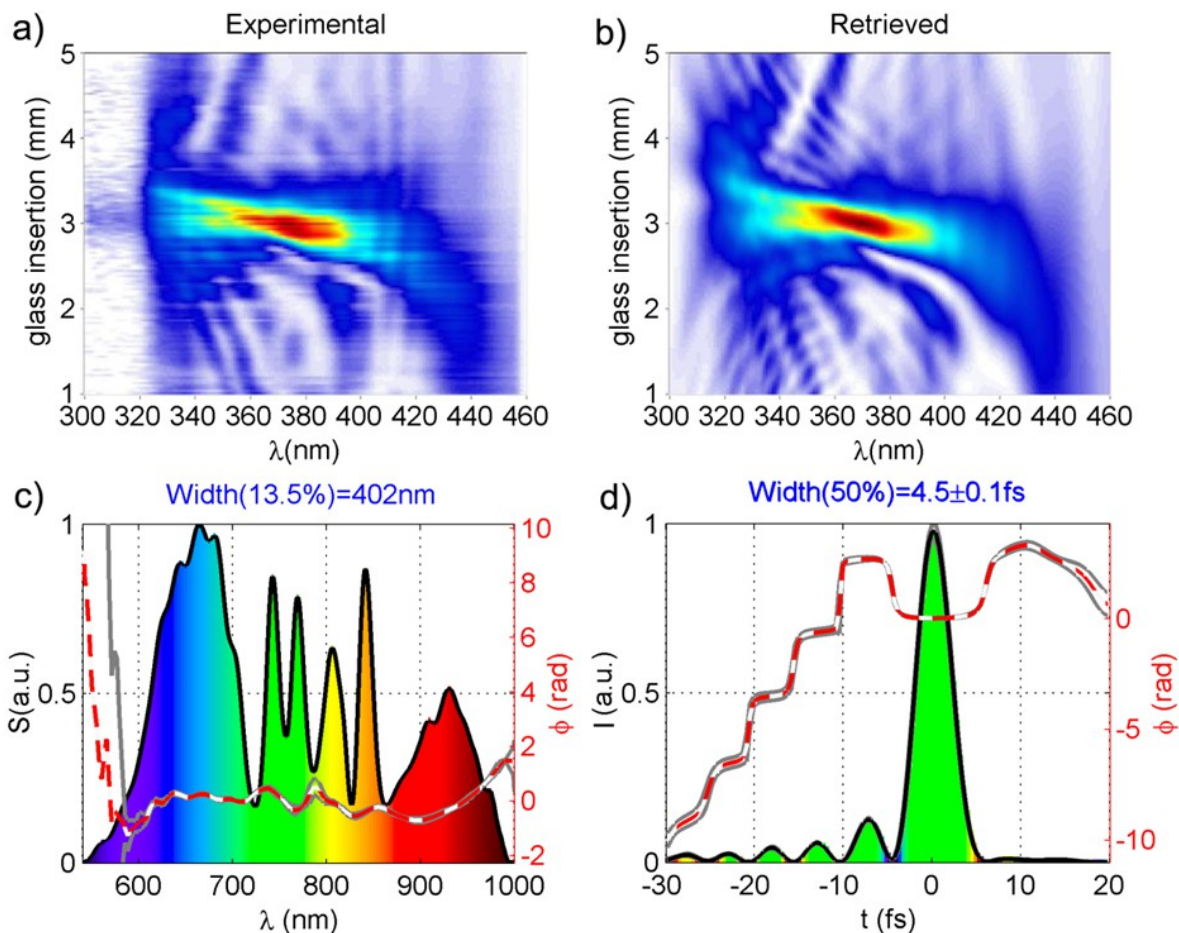 a) Experimental
b) Retrieved
glass insertion (mm)
5
4
3
2
1
300 320 340 360 380 400 420 440 460
λ(nm)
glass insertion (mm)
5
4
3
2
1
300 320 340 360 380 400 420 440 460
λ(nm)
c) Width(13.5%)=402nm
S(a.u.)
1
0.5
0
600 700 800 900 1000
λ (nm)
10
8
6
4
2
0
-2
ϕ (rad)
d) Width(50%)=4.5±0.1fs
I (a.u.)
1
0.5
0
-30 -20 -10 0 10 20
t (fs)
0
-5
-10
ϕ (rad)